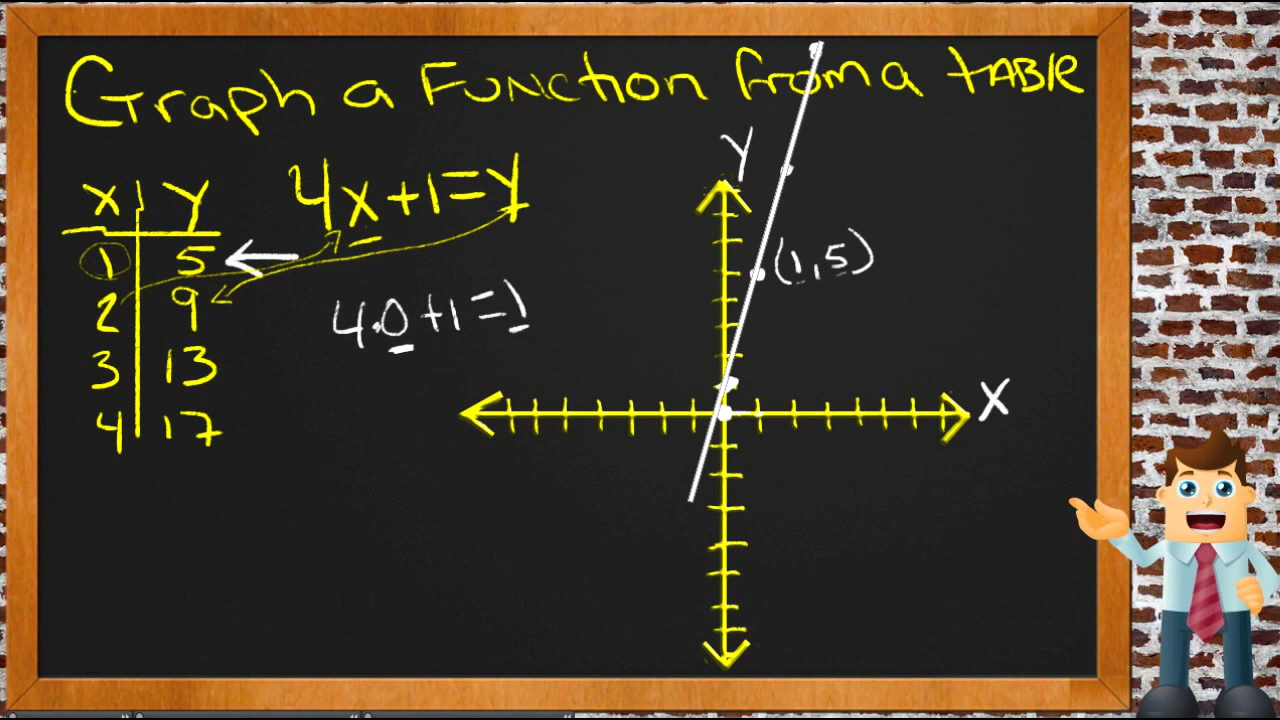 Graph a Function from a tABlE
X Y
1 5
2 9
3 13
4 17
4x+1=y
4·0+1=1
Y
(1,5)
X